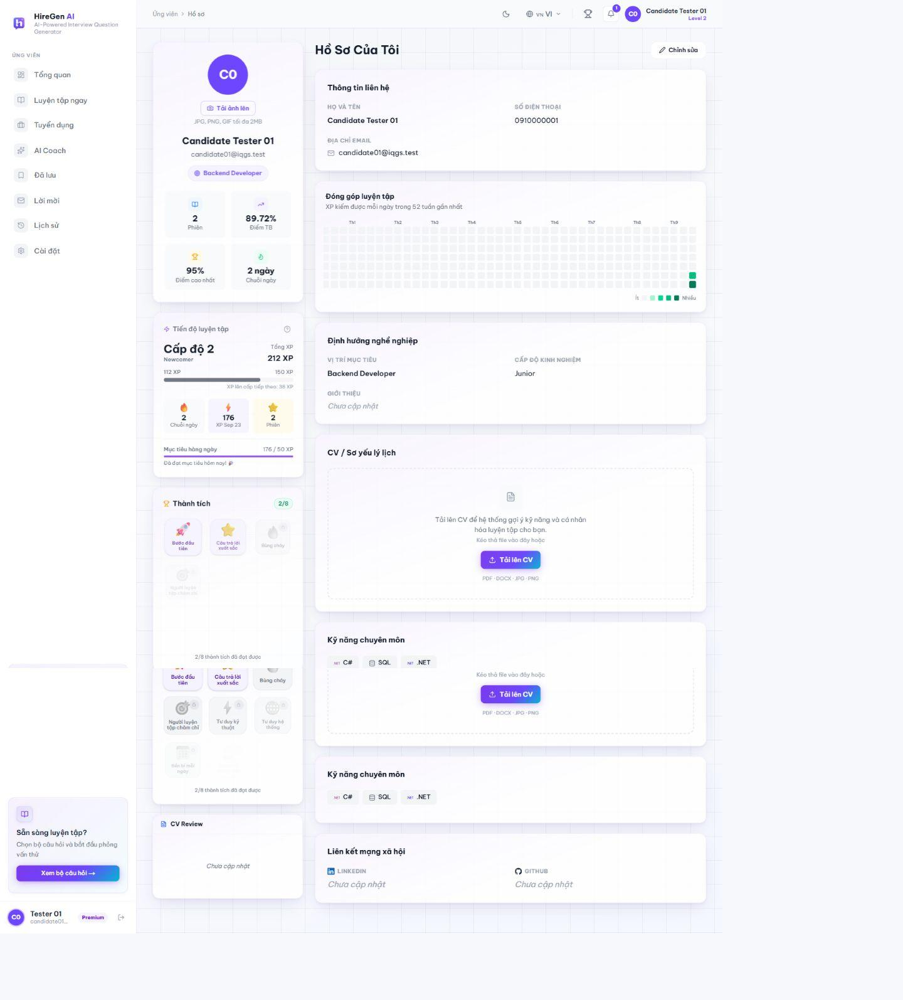 HireGen AI
AI-Powered Interview Question
Generator
ỨNG VIÊN
Tổng quan
Luyện tập ngay
Tuyển dụng
AI Coach
Đã lưu
Lời mời
Lịch sử
Cài đặt
Ứng viên > Hồ sơ
VN VI
1
C0
Candidate Tester 01
Level 2
C0
Tải ảnh lên
JPG, PNG, GIF tối đa 2MB
Candidate Tester 01
candidate01@iqgs.test
Backend Developer
2
Phiên
89.72%
Điểm TB
95%
Điểm cao nhất
2 ngày
Chuỗi ngày
Tiến độ luyện tập
Cấp độ 2
Newcomer
Tổng XP
212 XP
112 XP
150 XP
XP lên cấp tiếp theo: 38 XP
2
Chuỗi ngày
176
XP Sep 23
2
Phiên
Mục tiêu hàng ngày
176 / 50 XP
Đã đạt mục tiêu hôm nay! 🎉
Thành tích
2/8
Bước đầu
tiên
Câu trả lời
xuất sắc
Bùng cháy
Người luyện
tập chăm chỉ
2/8 thành tích đã đạt được
Bước đầu
tiên
Câu trả lời
xuất sắc
Bùng cháy
Người luyện
tập chăm chỉ
Tư duy kỹ
thuật
Tư duy hệ
thống
Bền bỉ mỗi
ngày
2/8 thành tích đã đạt được
CV Review
Chưa cập nhật
Hồ Sơ Của Tôi
Chỉnh sửa
Thông tin liên hệ
HỌ VÀ TÊN
Candidate Tester 01
SỐ ĐIỆN THOẠI
0910000001
ĐỊA CHỈ EMAIL
candidate01@iqgs.test
Đóng góp luyện tập
XP kiếm được mỗi ngày trong 52 tuần gần nhất
Th1 Th2 Th3 Th4 Th5 Th6 Th7 Th8 Th9
Ít Nhiều
Định hướng nghề nghiệp
VỊ TRÍ MỤC TIÊU
Backend Developer
CẤP ĐỘ KINH NGHIỆM
Junior
GIỚI THIỆU
Chưa cập nhật
CV / Sơ yếu lý lịch
Tải lên CV để hệ thống gợi ý kỹ năng và cá nhân
hóa luyện tập cho bạn.
Kéo thả file vào đây hoặc
Tải lên CV
PDF · DOCX · JPG · PNG
Kỹ năng chuyên môn
.NET C# SQL .NET .NET
Kéo thả file vào đây hoặc
Tải lên CV
PDF · DOCX · JPG · PNG
Kỹ năng chuyên môn
.NET C# SQL .NET .NET
Liên kết mạng xã hội
LINKEDIN
Chưa cập nhật
GITHUB
Chưa cập nhật
Sẵn sàng luyện tập?
Chọn bộ câu hỏi và bắt đầu phỏng
vấn thử
Xem bộ câu hỏi →
C0
Tester 01
candidate01...
Premium